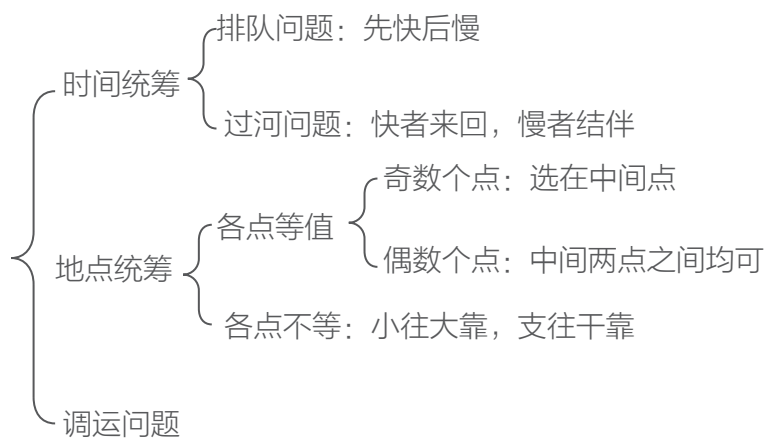 时间统筹
排队问题：先快后慢
过河问题：快者来回，慢者结伴
地点统筹
各点等值
奇数个点：选在中间点
偶数个点：中间两点之间均可
各点不等：小往大靠，支往干靠
调运问题